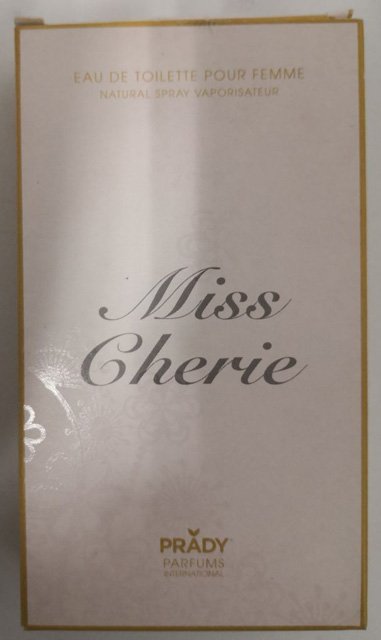 EAU DE TOILETTE POUR FEMME
NATURAL SPRAY VAPORISATEUR
Miss
Cherie
PRADY
PARFUMS
INTERNATIONAL